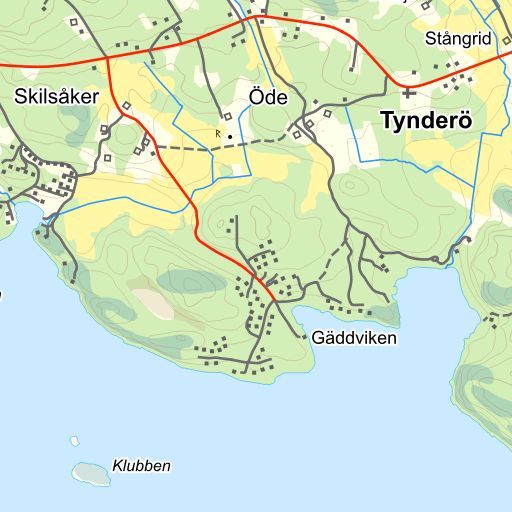 Stångrid
Skilsåker
Öde
Tynderö
R
Gäddviken
Klubben